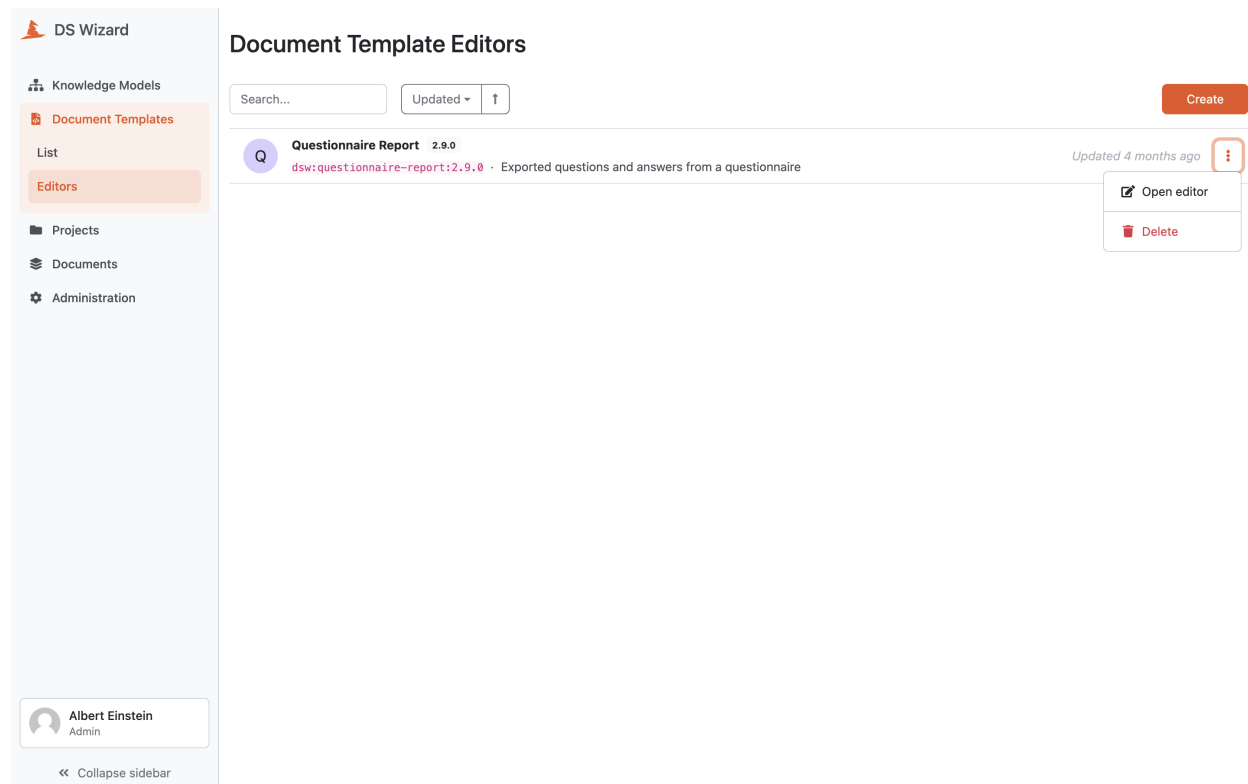 DS Wizard
Knowledge Models
Document Templates
List
Editors
Projects
Documents
Administration
Albert Einstein
Admin
Collapse sidebar
Document Template Editors
Search...
Updated
Create
Q
Questionnaire Report 2.9.0
dsw:questionnaire-report:2.9.0 · Exported questions and answers from a questionnaire
Updated 4 months ago
Open editor
Delete